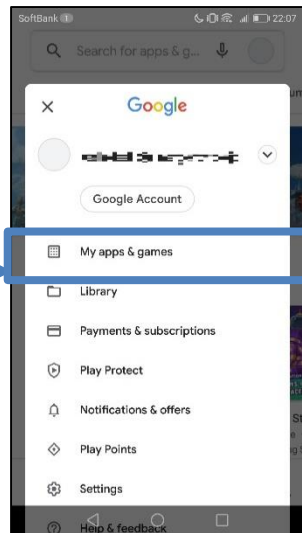 SoftBank 1 22:07
Search for apps & g...
Google
Google Account
My apps & games
Library
Payments & subscriptions
Play Protect
Notifications & offers
Play Points
Settings
Help & feedback